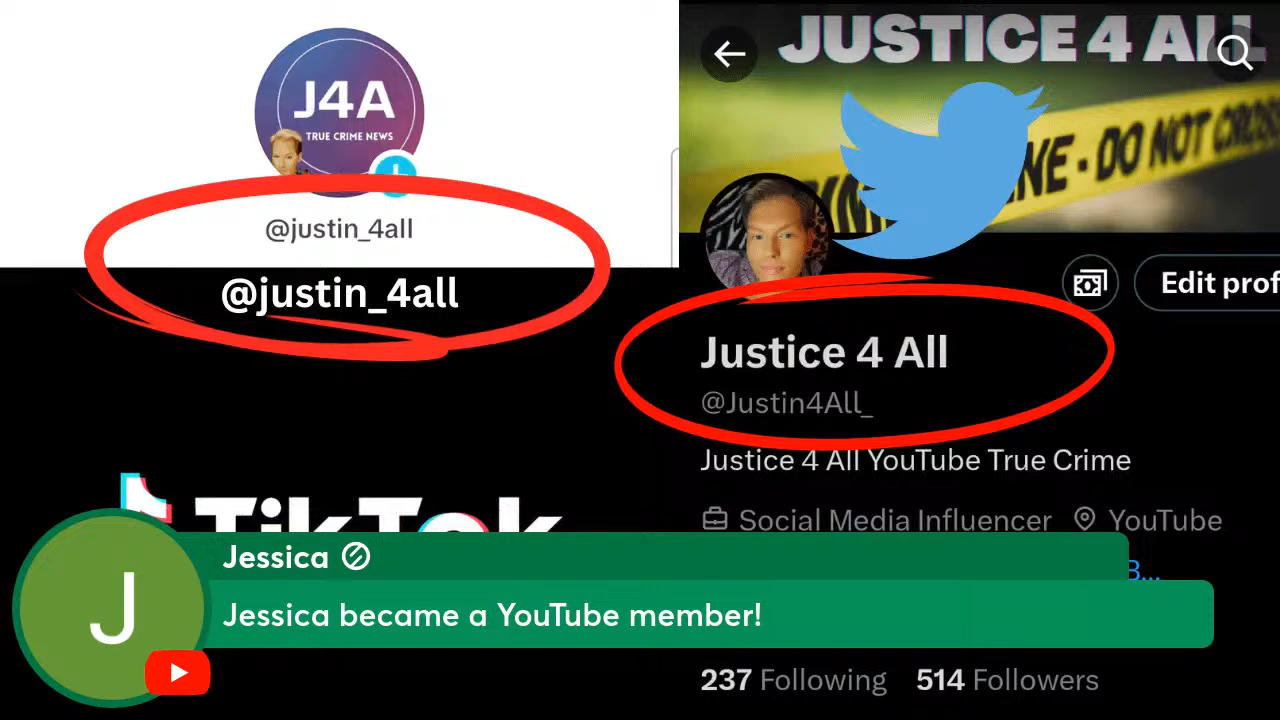 J4A
TRUE CRIME NEWS
@justin_4all
@justin_4all
TikTok
JUSTICE 4 ALL
NE - DO NOT CROSS
Edit prof
Justice 4 All
@Justin4All_
Justice 4 All YouTube True Crime
Social Media Influencer YouTube
B...
237 Following 514 Followers
J
Jessica
Jessica became a YouTube member!